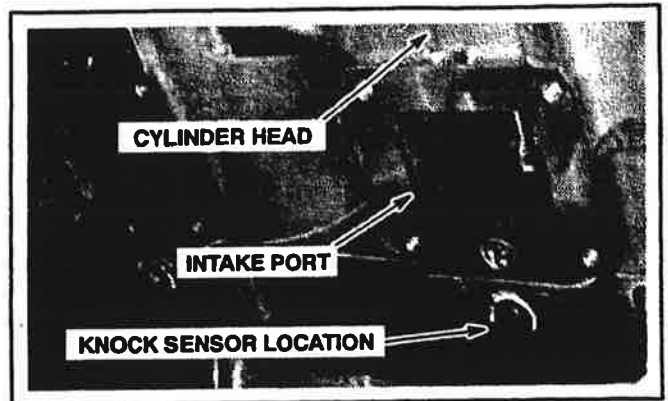 CYLINDER HEAD
INTAKE PORT
KNOCK SENSOR LOCATION